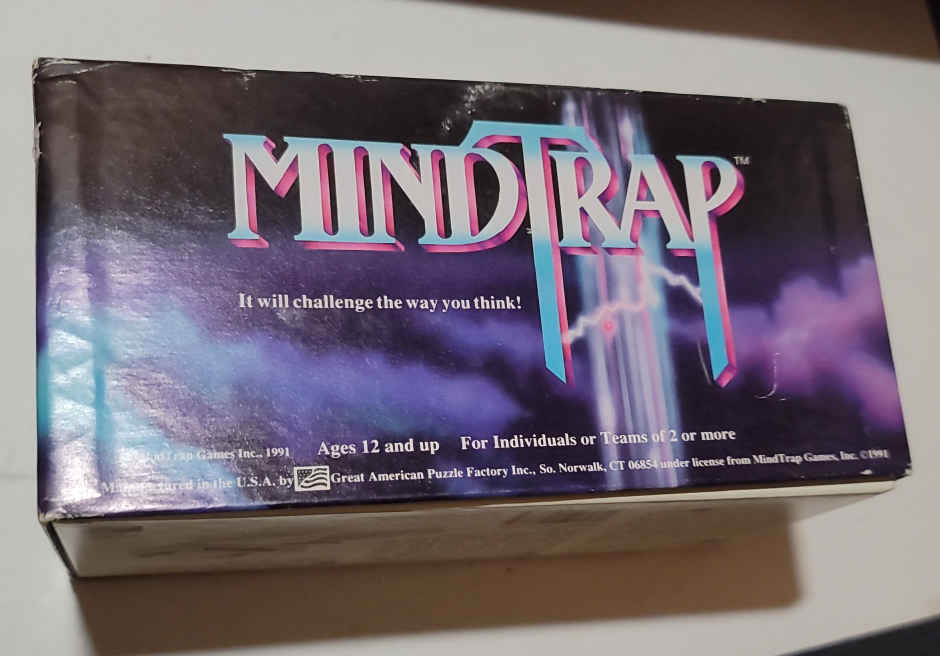 MINDTRAP™
It will challenge the way you think!
Ages 12 and up For Individuals or Teams of 2 or more
MindTrap Games Inc., 1991
Manufactured in the U.S.A. by Great American Puzzle Factory Inc., So. Norwalk, CT 06854 under license from MindTrap Games, Inc. ©1991